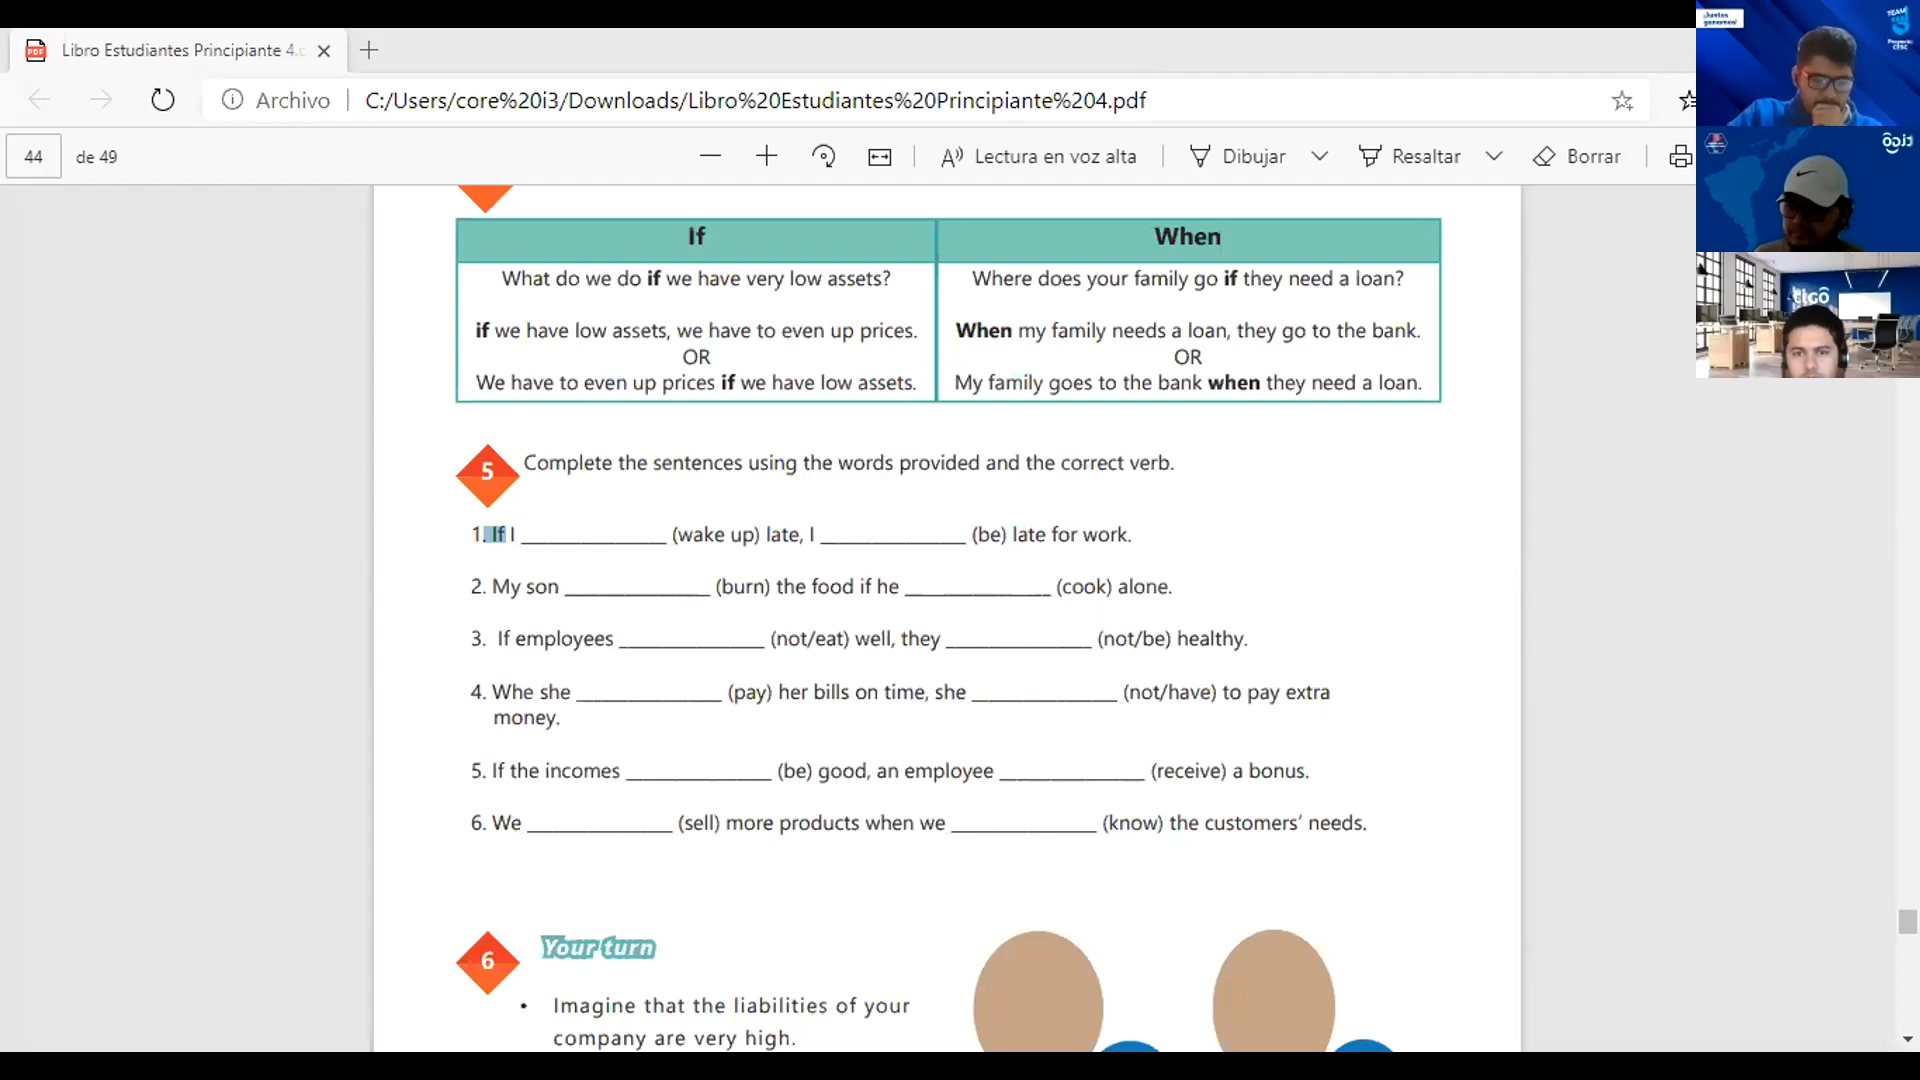 Libro Estudiantes Principiante 4.
Archivo
C:/Users/core%20i3/Downloads/Libro%20Estudiantes%20Principiante%204.pdf
44 de 49
Lectura en voz alta
Dibujar
Resaltar
Borrar
¡Juntos ganamos!
TEAM
Proyecto
tigo
tigo
If
When
What do we do if we have very low assets?
Where does your family go if they need a loan?
if we have low assets, we have to even up prices.
When my family needs a loan, they go to the bank.
OR
OR
We have to even up prices if we have low assets.
My family goes to the bank when they need a loan.
5 Complete the sentences using the words provided and the correct verb.
1. If I ______________ (wake up) late, I ______________ (be) late for work.
2. My son ______________ (burn) the food if he ______________ (cook) alone.
3. If employees ______________ (not/eat) well, they ______________ (not/be) healthy.
4. Whe she ______________ (pay) her bills on time, she ______________ (not/have) to pay extra
money.
5. If the incomes ______________ (be) good, an employee ______________ (receive) a bonus.
6. We ______________ (sell) more products when we ______________ (know) the customers' needs.
6 Your turn
• Imagine that the liabilities of your
company are very high.